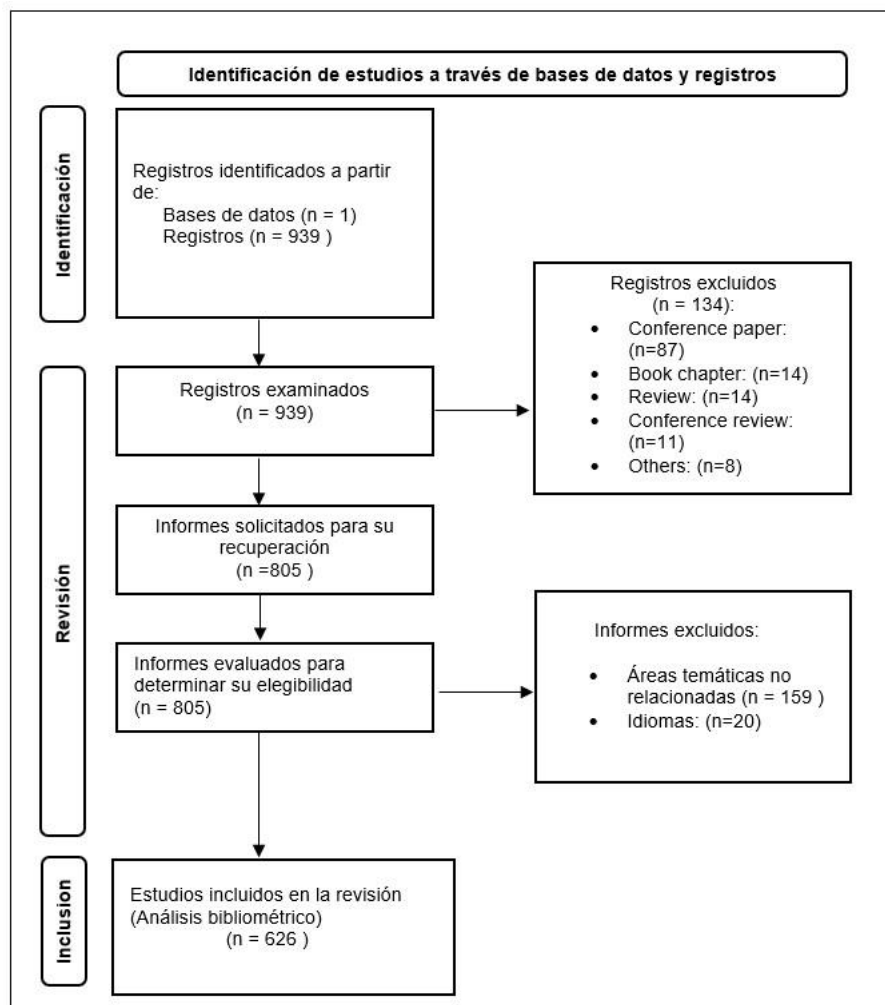 Identificación de estudios a través de bases de datos y registros
Identificación
Registros identificados a partir
de:
Bases de datos (n = 1)
Registros (n = 939 )
Registros excluidos
(n = 134):
• Conference paper:
(n=87)
• Book chapter: (n=14)
• Review: (n=14)
• Conference review:
(n=11)
• Others: (n=8)
Revisión
Registros examinados
(n = 939)
Informes solicitados para su
recuperación
(n =805 )
Informes evaluados para
determinar su elegibilidad
(n = 805)
Informes excluidos:
• Áreas temáticas no
relacionadas (n = 159 )
• Idiomas: (n=20)
Inclusion
Estudios incluidos en la revisión
(Análisis bibliométrico)
(n = 626 )